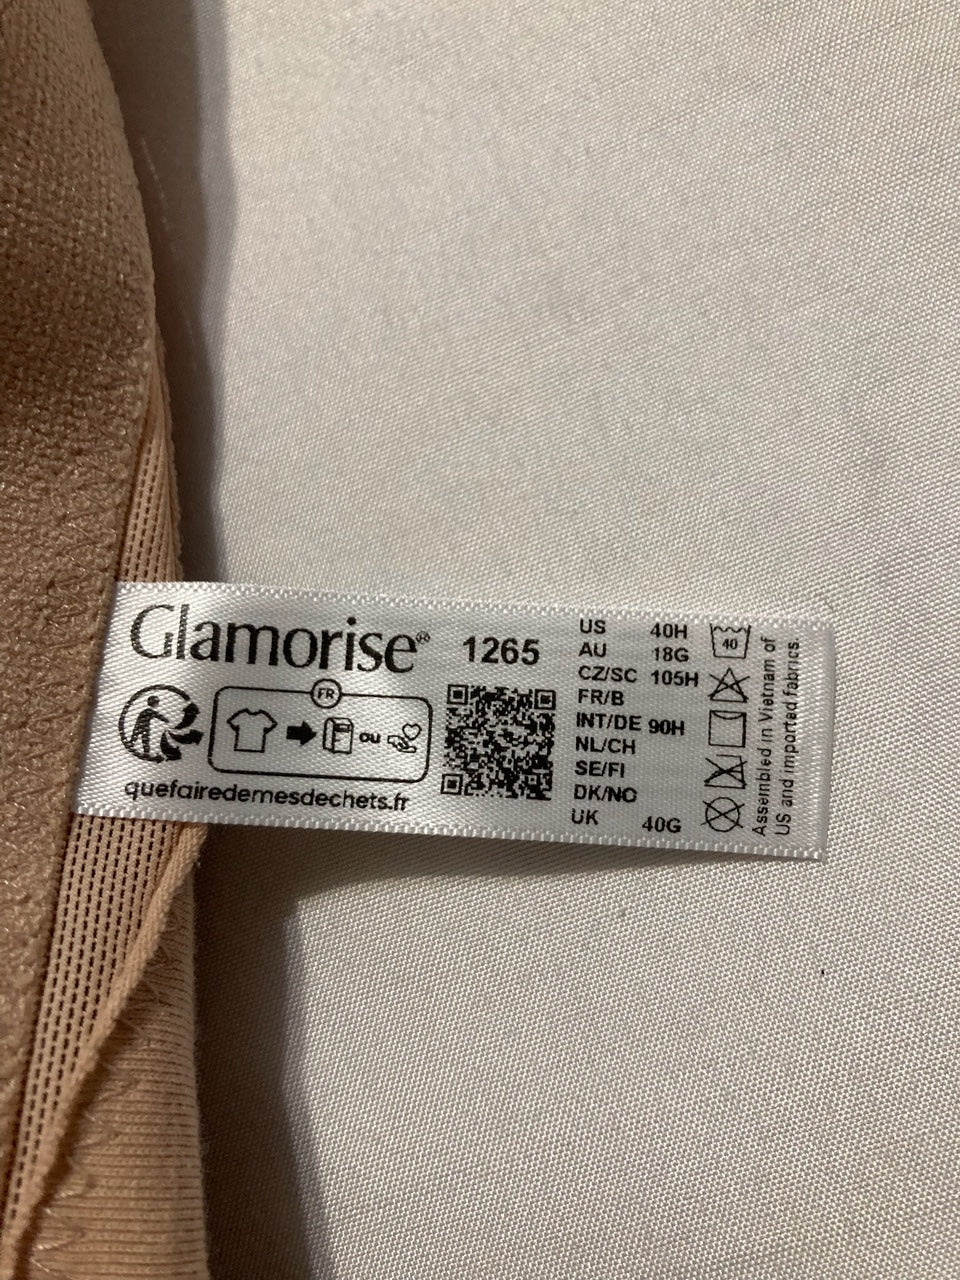 Glamorise®
1265
FR
ou
quefairedemesdechets.fr
US 40H
AU 18G
CZ/SC 105H
FR/B
INT/DE 90H
NL/CH
SE/FI
DK/NO
UK 40G
40
Assembled in Vietnam of
US and imported fabrics.